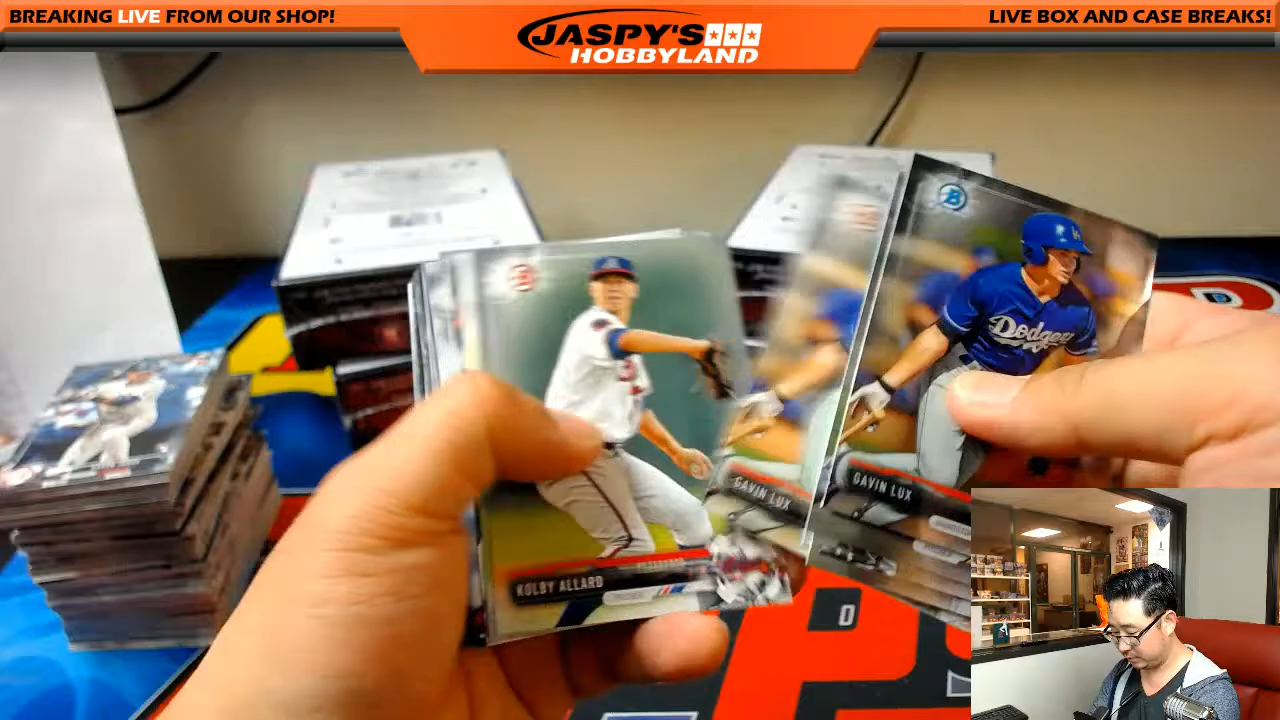 BREAKING LIVE FROM OUR SHOP!
JASPY'S
HOBBYLAND
LIVE BOX AND CASE BREAKS!
B
Dodgers
GAVIN LUX
GAVIN LUX
KOLBY ALLARD
PITCHER